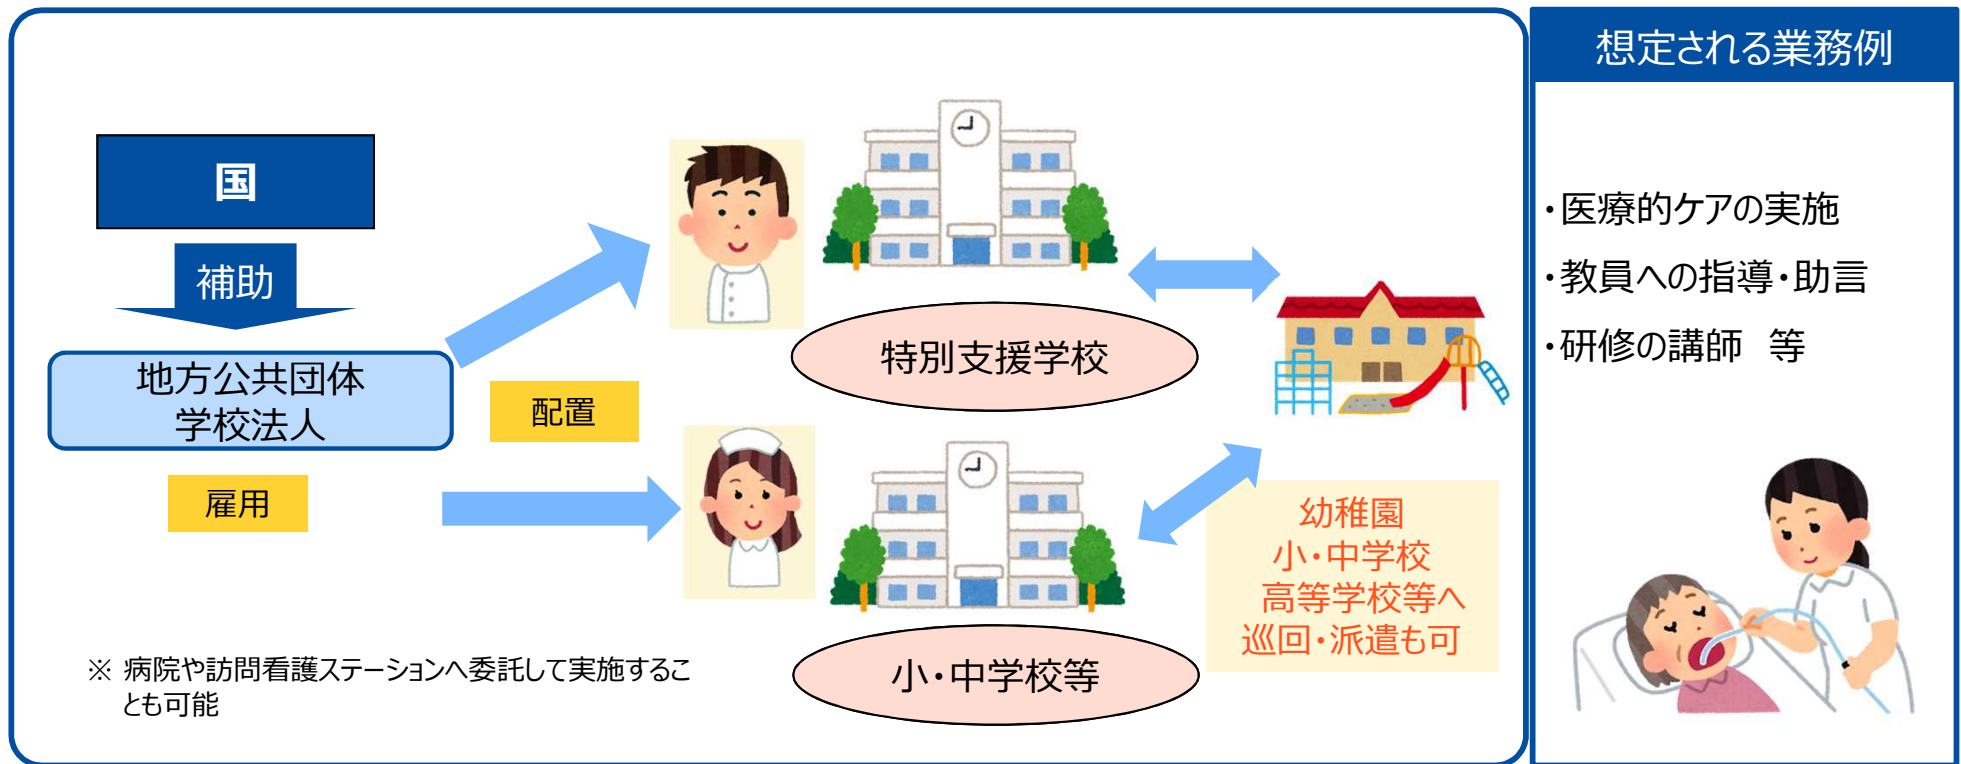 国
補助
地方公共団体
学校法人
雇用
配置
特別支援学校
小・中学校等
幼稚園
小・中学校
高等学校等へ
巡回・派遣も可
※ 病院や訪問看護ステーションへ委託して実施するこ
とも可能
想定される業務例
・医療的ケアの実施
・教員への指導・助言
・研修の講師　等